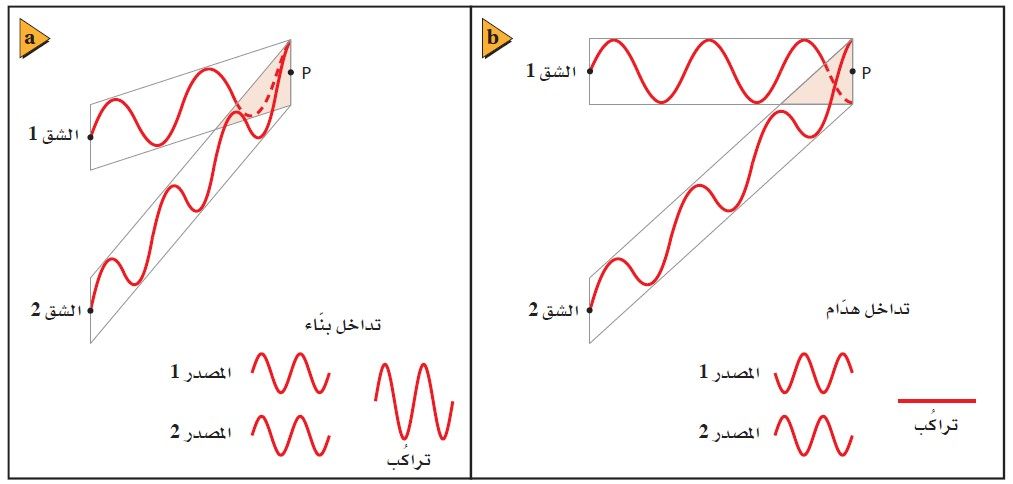 a
P
الشق 1
الشق 2
تداخل بنّاء
المصدر 1
المصدر 2
تراكُب
b
P
الشق 1
الشق 2
تداخل هدّام
المصدر 1
المصدر 2
تراكُب